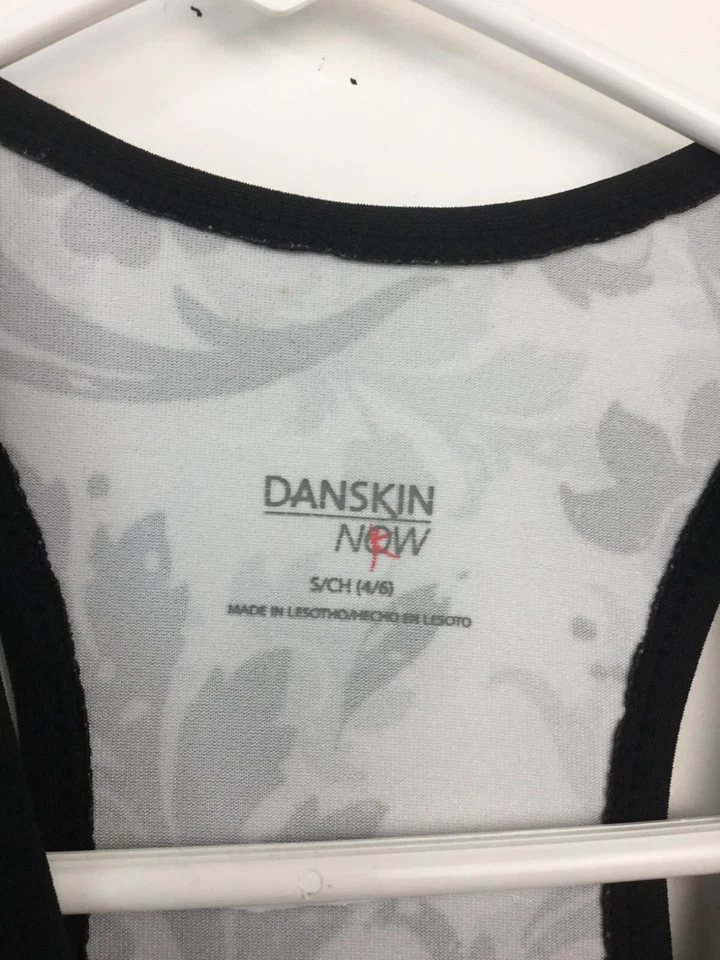 DANSKIN
NOW
R
S/CH (4/6)
MADE IN LESOTHO/HECHO EN LESOTO